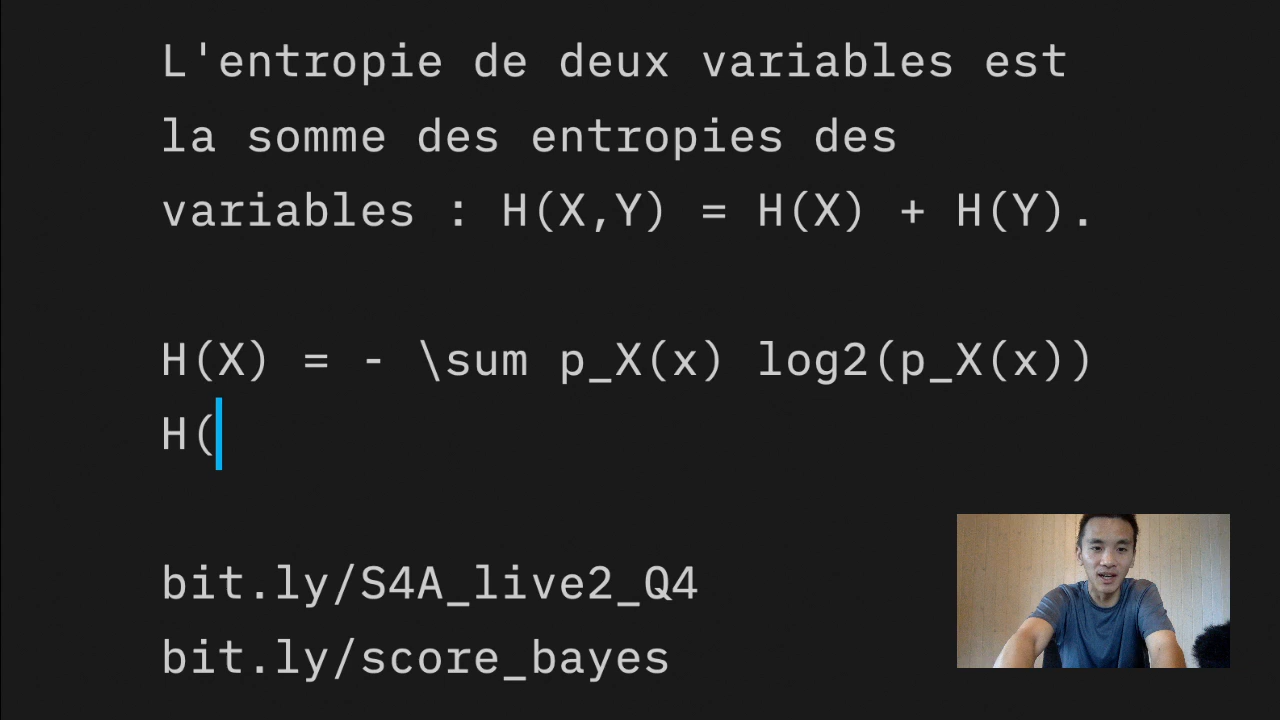 L'entropie de deux variables est
la somme des entropies des
variables : H(X,Y) = H(X) + H(Y).
H(X) = - \sum p_X(x) log2(p_X(x))
H(
bit.ly/S4A_live2_Q4
bit.ly/score_bayes